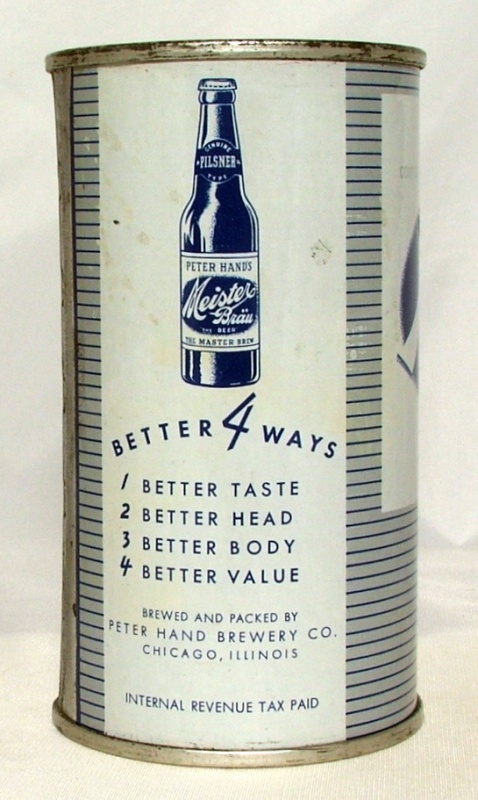 GENUINE
PILSNER
TYPE
PETER HAND'S
Meister
Bräu
THE BEER
THE MASTER BREW
BETTER 4 WAYS
1 BETTER TASTE
2 BETTER HEAD
3 BETTER BODY
4 BETTER VALUE
BREWED AND PACKED BY
PETER HAND BREWERY CO.
CHICAGO, ILLINOIS
INTERNAL REVENUE TAX PAID